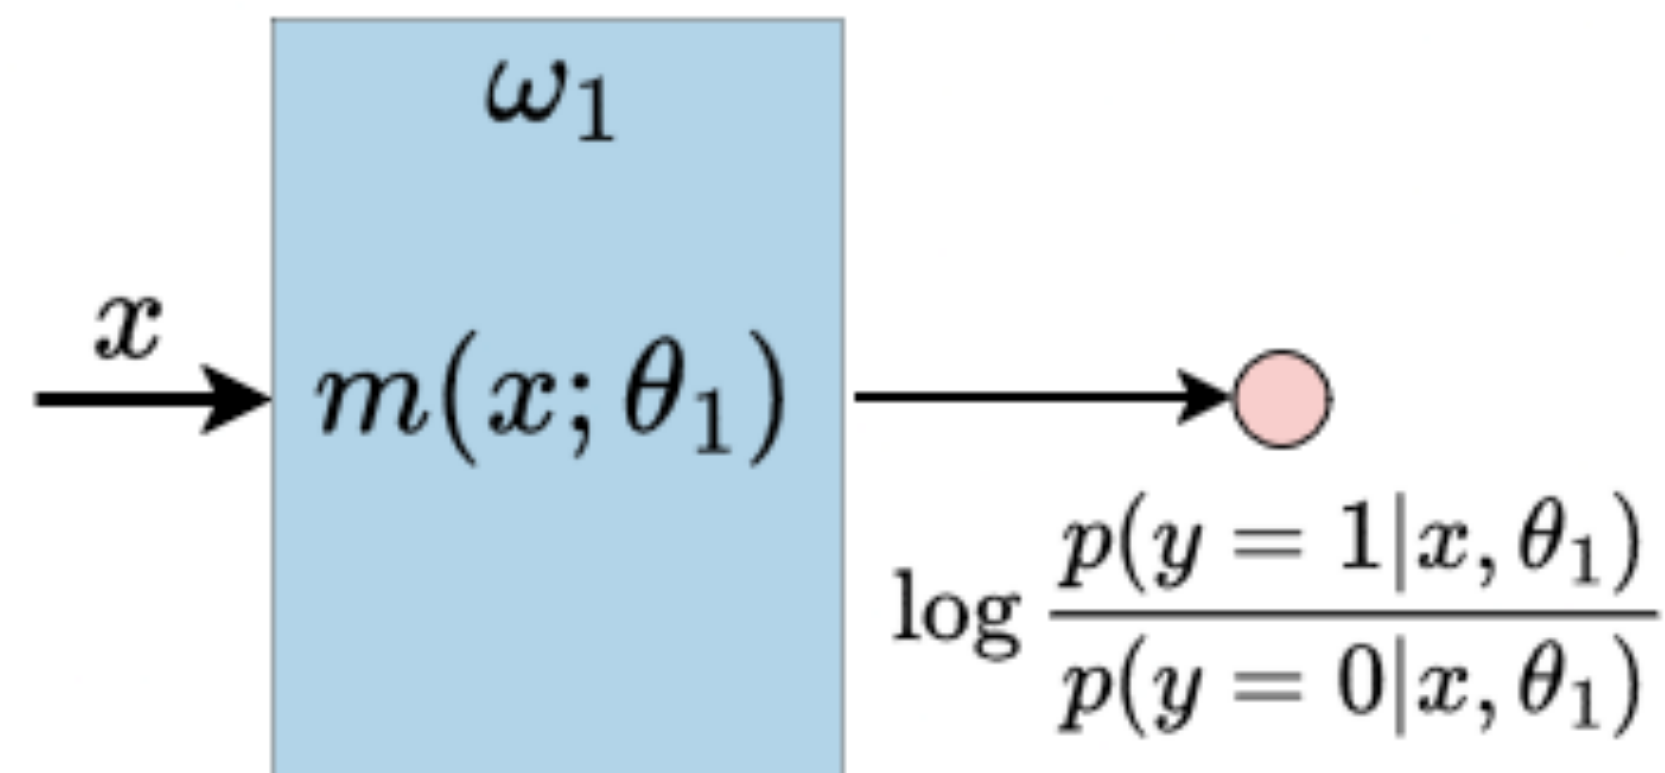 ω₁
x
m(x; θ₁)
log p(y = 1|x, θ₁) / p(y = 0|x, θ₁)